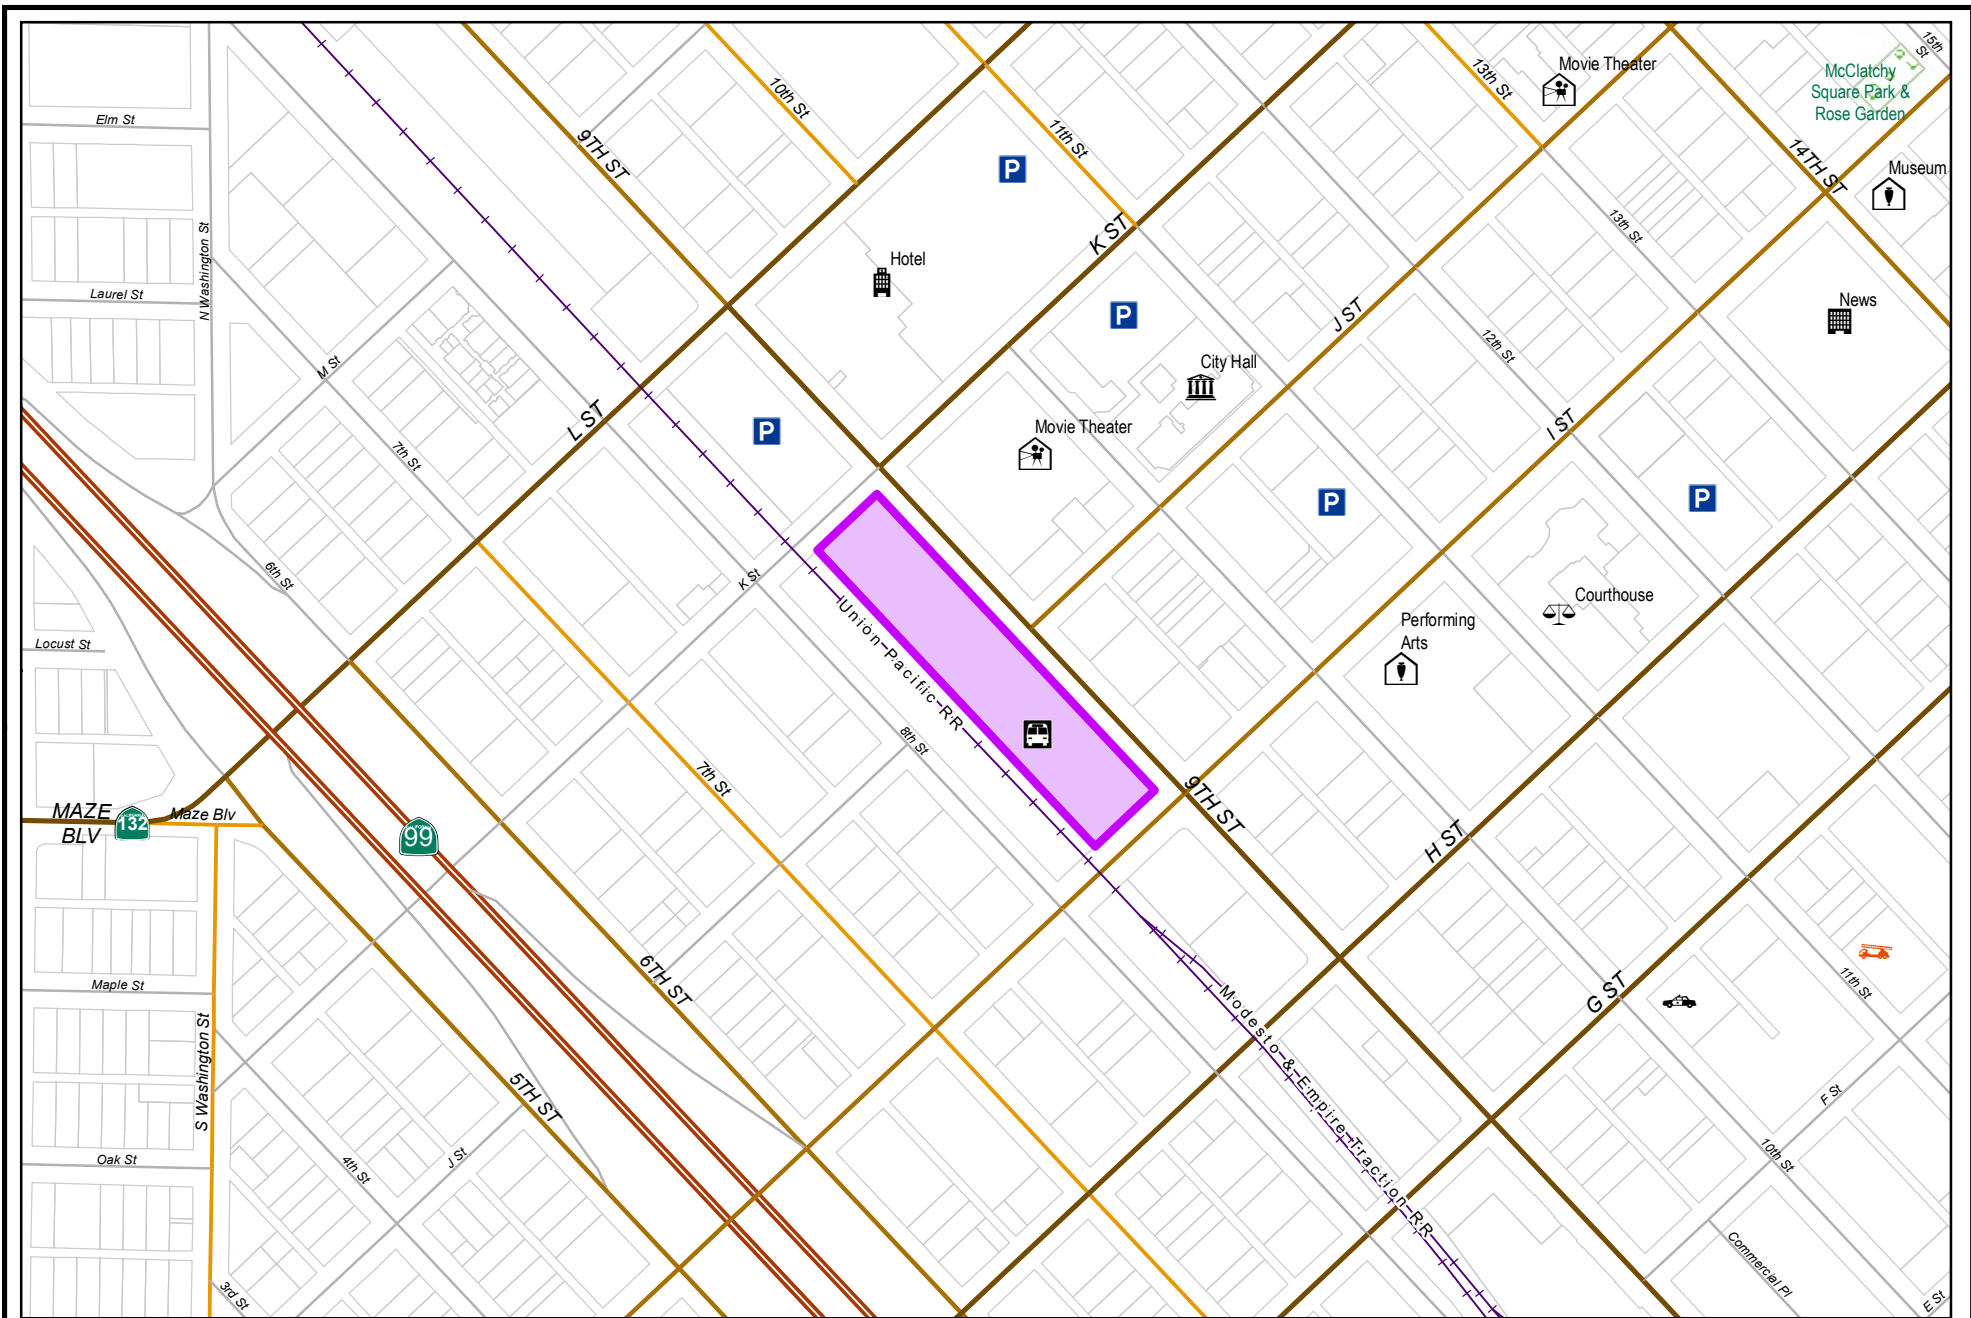 15th
St
Movie Theater
13th St
McClatchy
Square Park &
Rose Garden
10th St
Elm St
11th St
P
9TH ST
14TH ST
Museum
13th St
K ST
N Washington St
Hotel
Laurel St
News
J ST
P
12th St
City Hall
M St
L ST
P
Movie Theater
I ST
7th St
P
P
6th St
K St
Courthouse
Union Pacific RR
Performing
Arts
Locust St
8th St
7th St
MAZE
BLV
132
Maze Blv
99
9TH ST
H ST
6TH ST
11th St
Maple St
G ST
Modesto & Empire Traction RR
S Washington St
5TH ST
F St
Oak St
4th St
J St
10th St
Commercial Pl
3rd St
E St